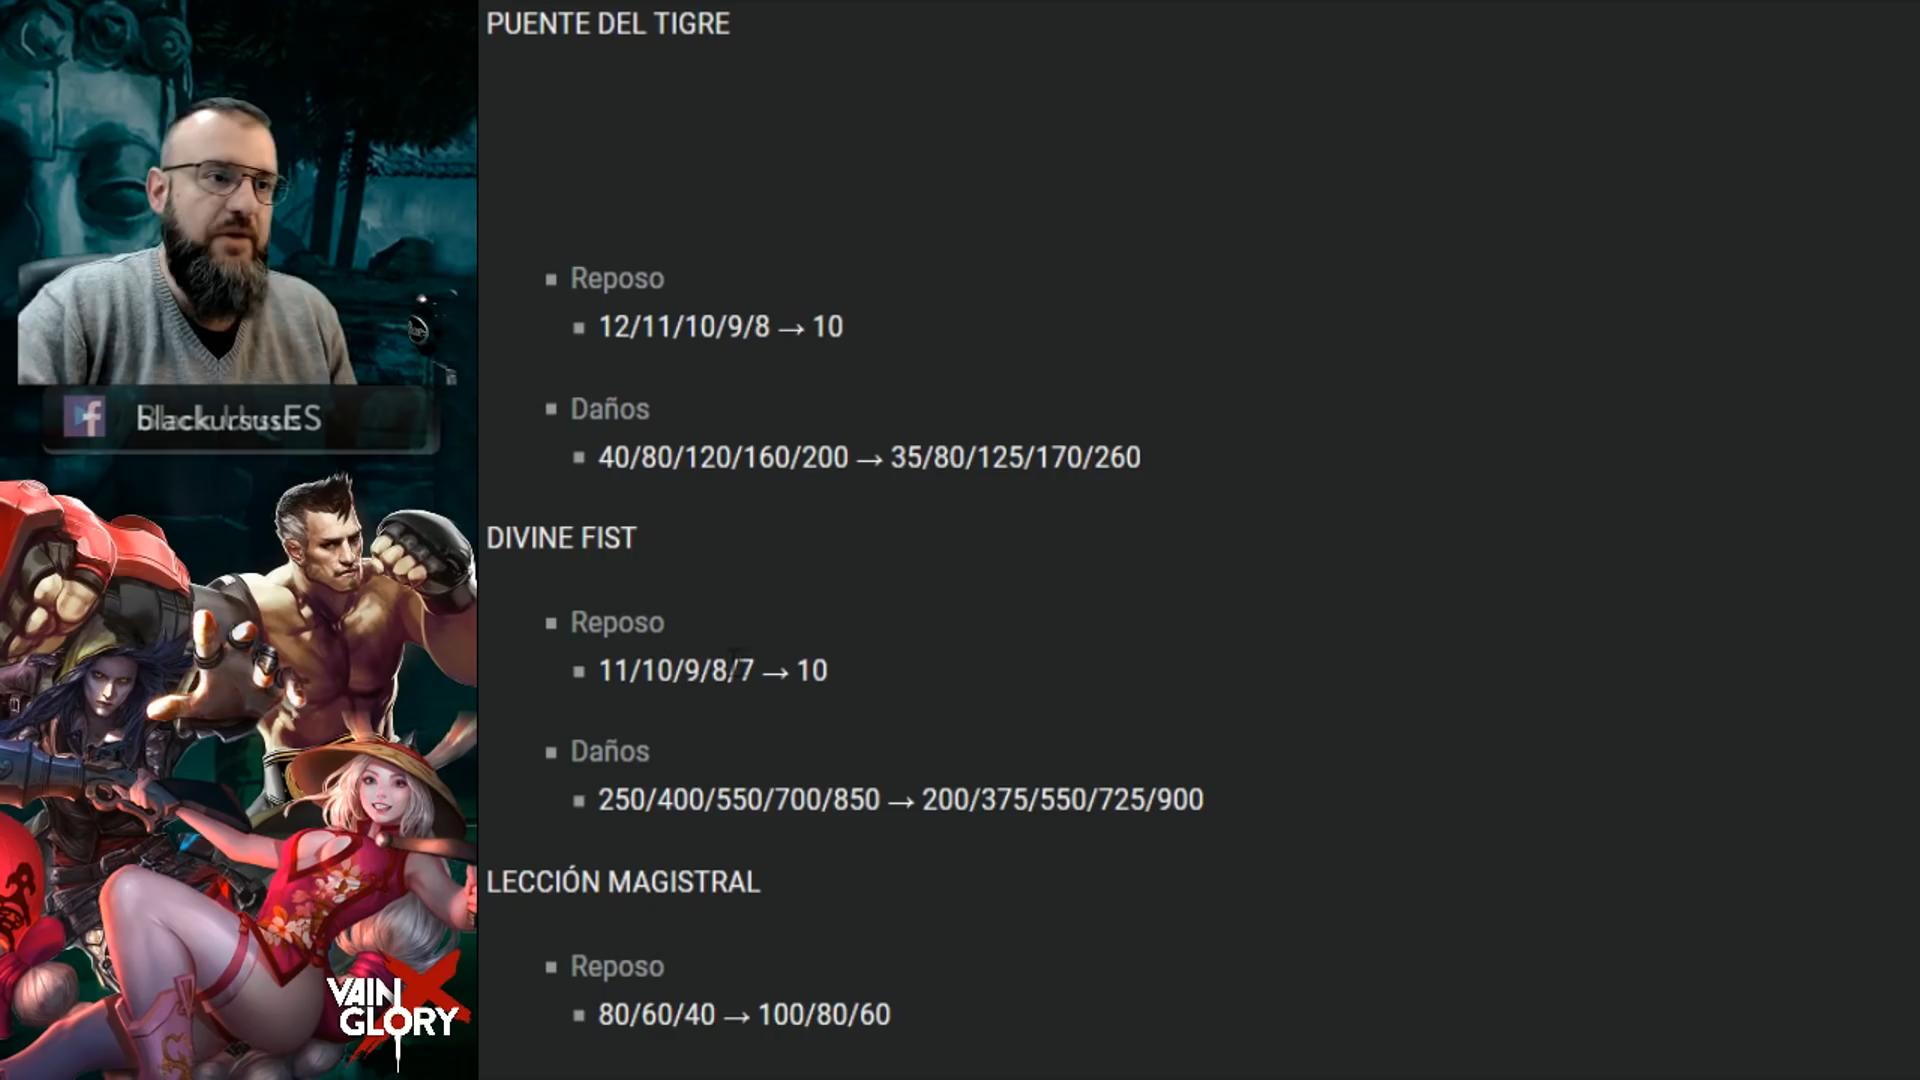 PUENTE DEL TIGRE
Reposo
12/11/10/9/8 → 10
Daños
40/80/120/160/200 → 35/80/125/170/260
DIVINE FIST
Reposo
11/10/9/8/7 → 10
Daños
250/400/550/700/850 → 200/375/550/725/900
LECCIÓN MAGISTRAL
Reposo
80/60/40 → 100/80/60
VAIN
GLORY